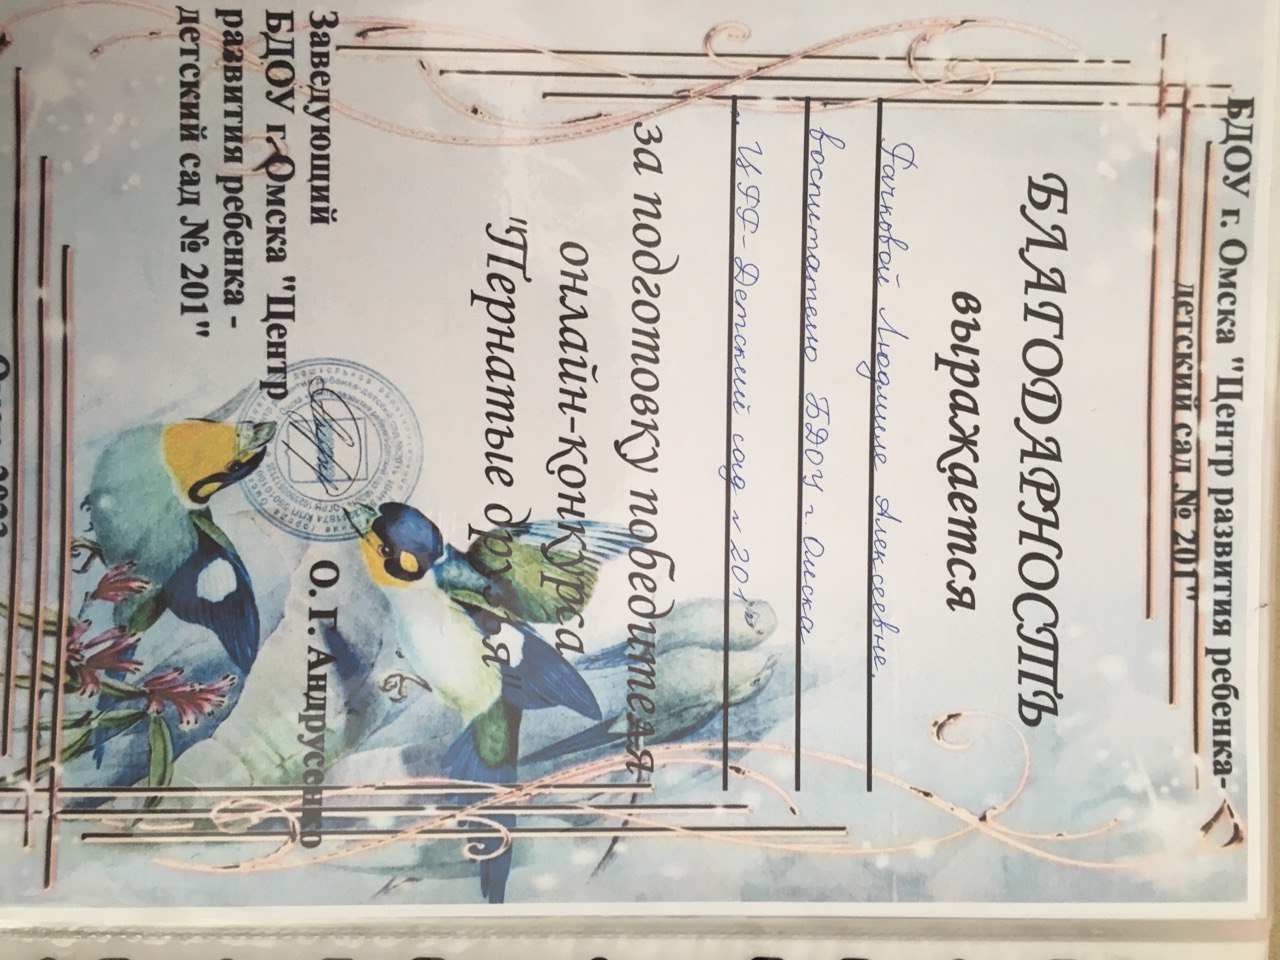 БДОУ г. Омска "Центр развития ребенка-
детский сад № 201"
БЛАГОДАРНОСТЬ
выражается
Гачковой Людмиле Алексеевне.
воспитателю БДОУ г. Омска
„ЦРР-Детский сад № 201"
за подготовку победителя
онлайн-конкурса
"Пернатые друзья"
Заведующий
БДОУ г. Омска "Центр
развития ребенка -
детский сад № 201"
О. Г. Андрусенко